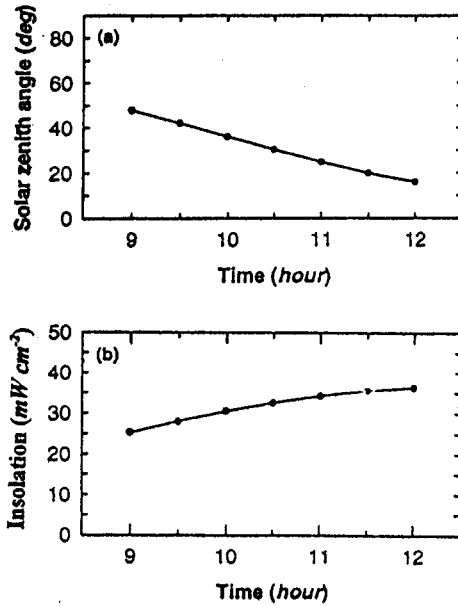 Solar zenith angle (deg)
80
60
40
20
0
(a)
9 10 11 12
Time (hour)
Insolation (mW cm⁻²)
50
40
30
20
10
0
(b)
9 10 11 12
Time (hour)